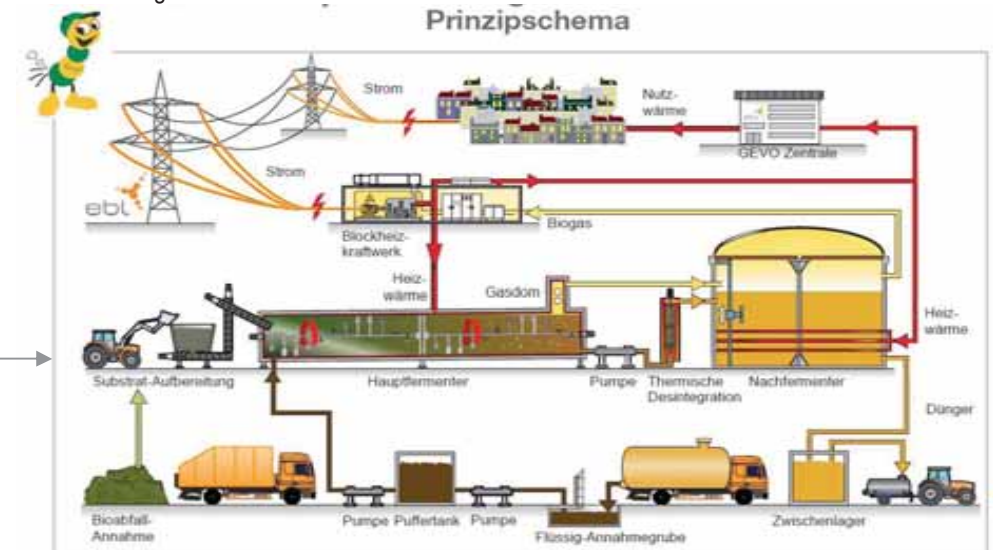 Prinzipschema
Strom
Nutz-
wärme
GEVO Zentrale
Strom
ebl
Biogas
Blockheiz-
kraftwerk
Heiz-
wärme
Gasdom
Heiz-
wärme
Substrat-Aufbereitung
Hauptfermenter
Pumpe
Thermische
Desintegration
Nachfermenter
Dünger
Bioabfall-
Annahme
Pumpe
Puffertank
Pumpe
Flüssig-Annahmegrube
Zwischenlager